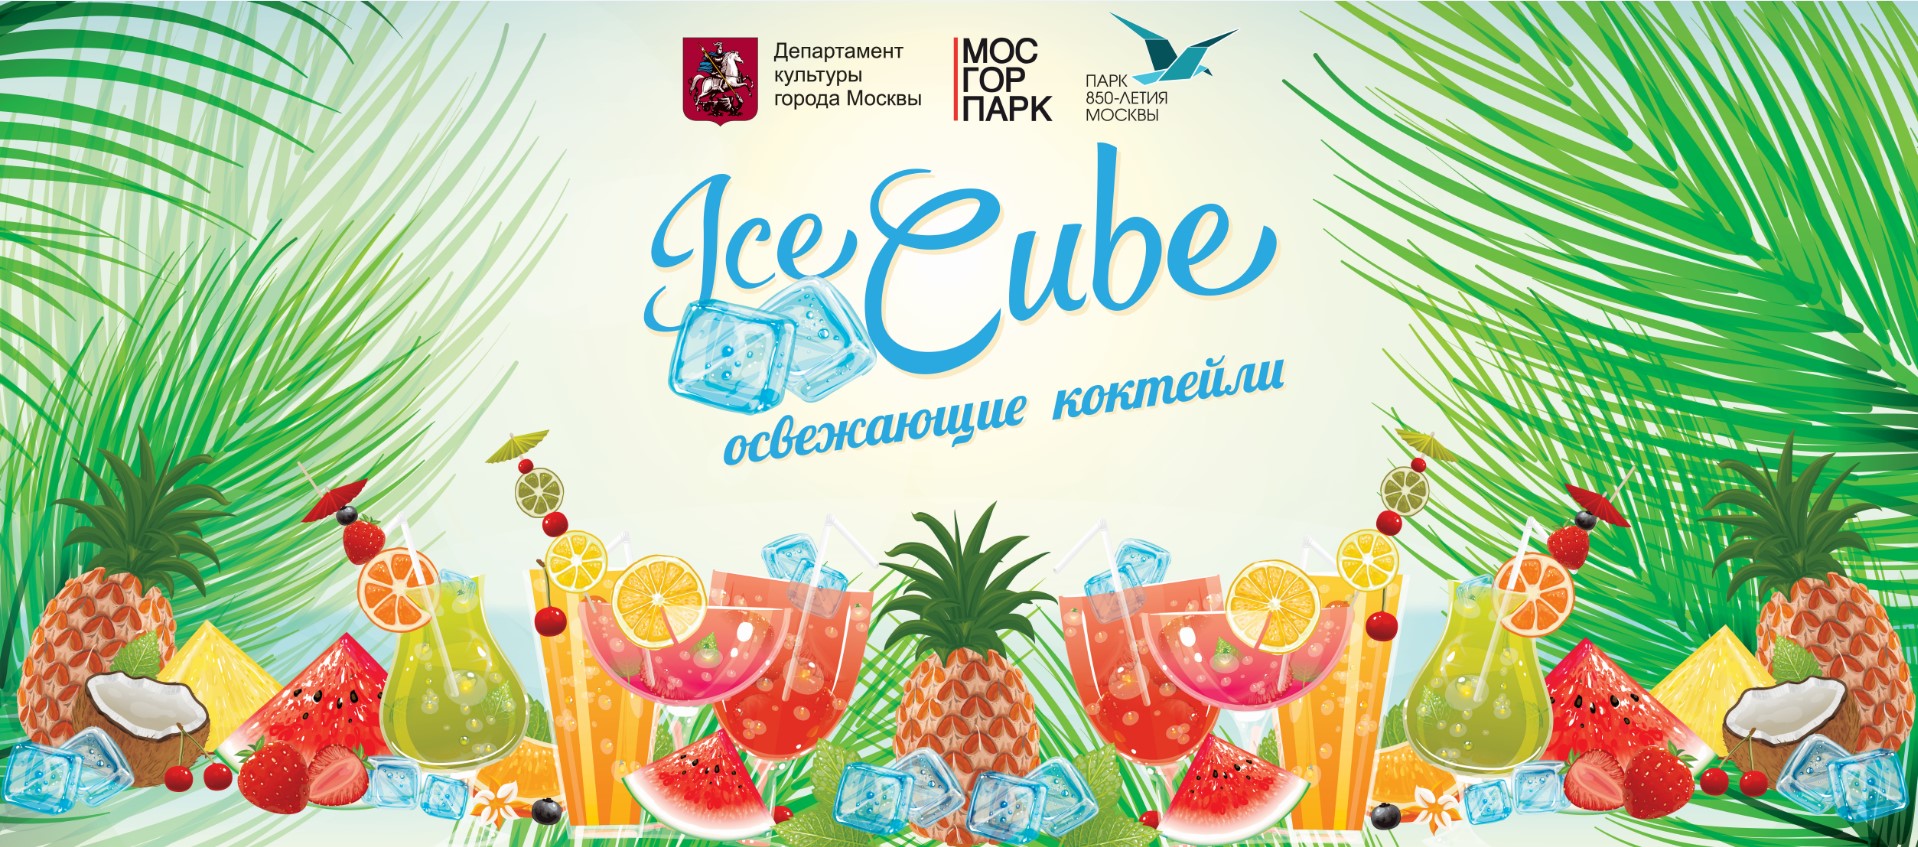 Департамент
культуры
города Москвы
МОС
ГОР
ПАРК
ПАРК
850-ЛЕТИЯ
МОСКВЫ
Ice Cube
освежающие коктейли